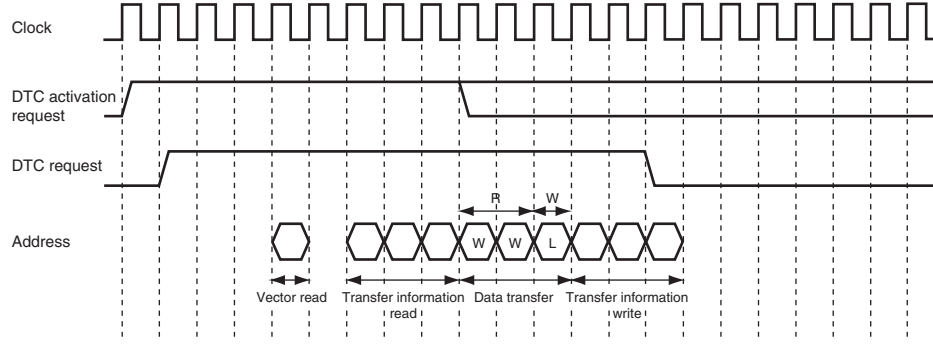 Clock
DTC activation
request
DTC request
R W
Address
W W L
Vector read
Transfer information
read
Data transfer
Transfer information
write